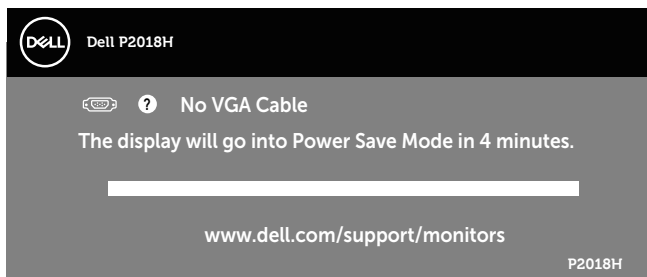 DELL
Dell P2018H
? No VGA Cable
The display will go into Power Save Mode in 4 minutes.
www.dell.com/support/monitors
P2018H